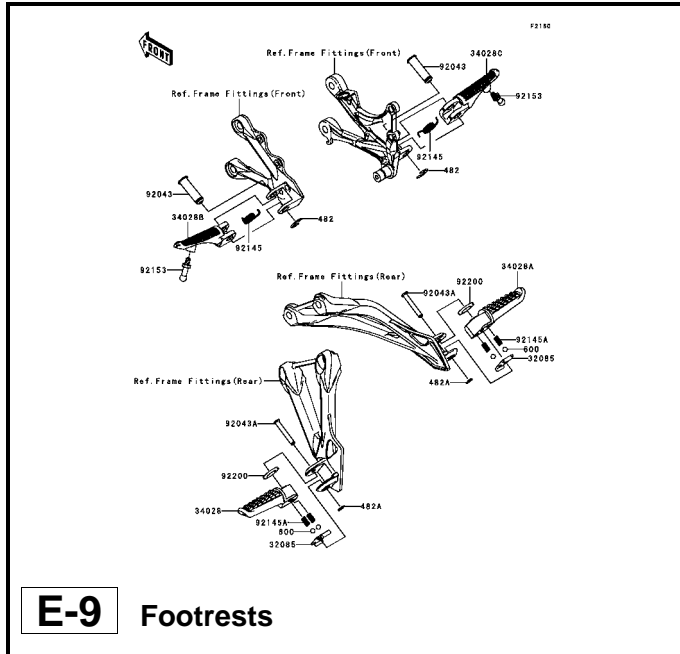 F2160
FRONT
Ref. Frame Fittings(Front)
34028C
92043
92153
Ref. Frame Fittings(Front)
92145
482
92043
34028B
482
92145
92153
Ref. Frame Fittings(Rear)
34028A
92200
92043A
92145A
600
32085
482A
Ref. Frame Fittings(Rear)
92043A
92200
34028
482A
92145A
600
32085
E-9 Footrests